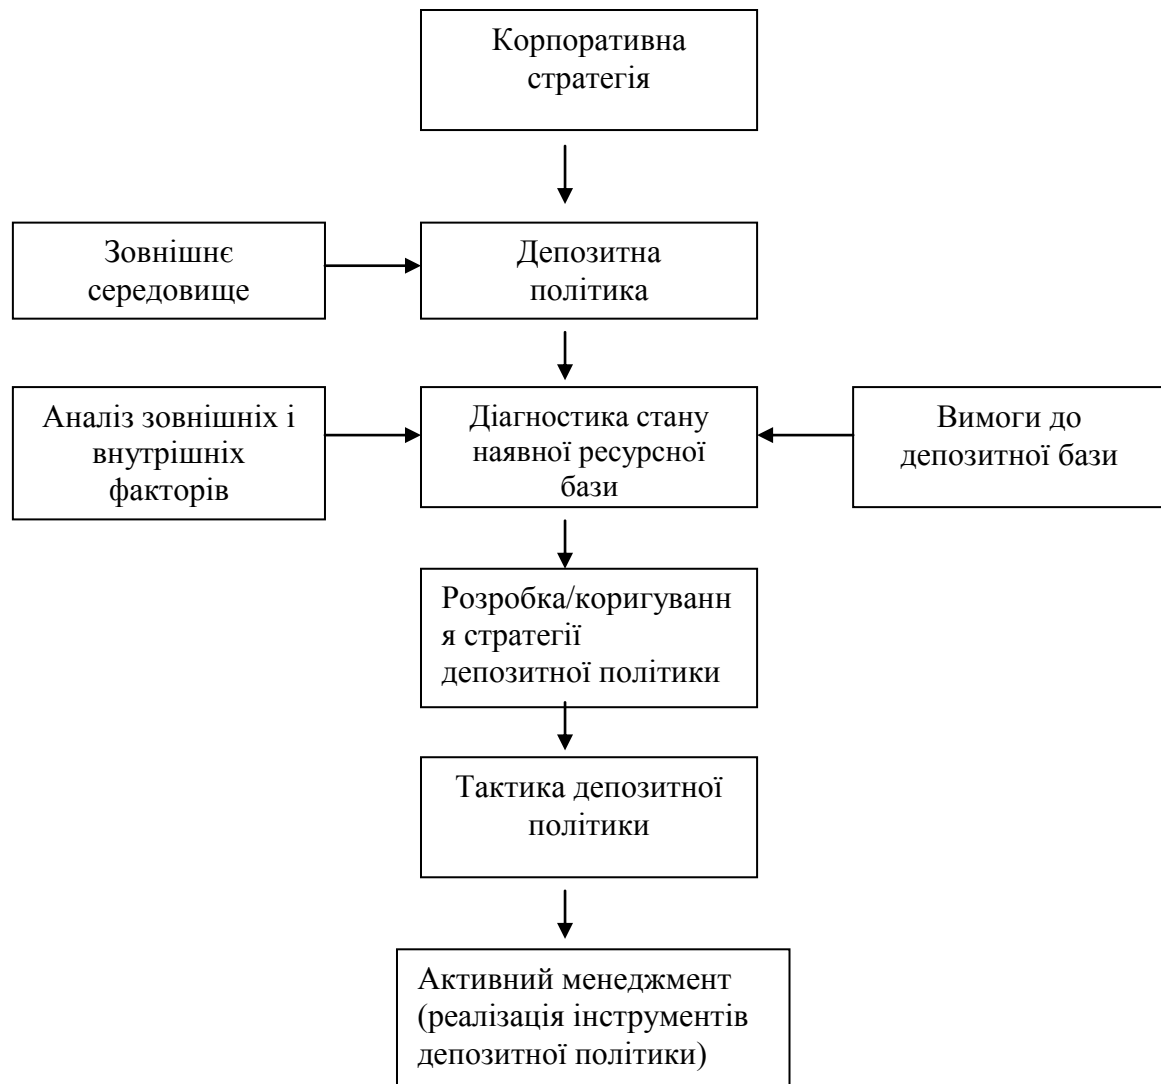 Корпоративна
стратегія
Зовнішнє
середовище
Депозитна
політика
Аналіз зовнішніх і
внутрішніх
факторів
Діагностика стану
наявної ресурсної
бази
Вимоги до
депозитної бази
Розробка/коригуванн
я стратегії
депозитної політики
Тактика депозитної
політики
Активний менеджмент
(реалізація інструментів
депозитної політики)